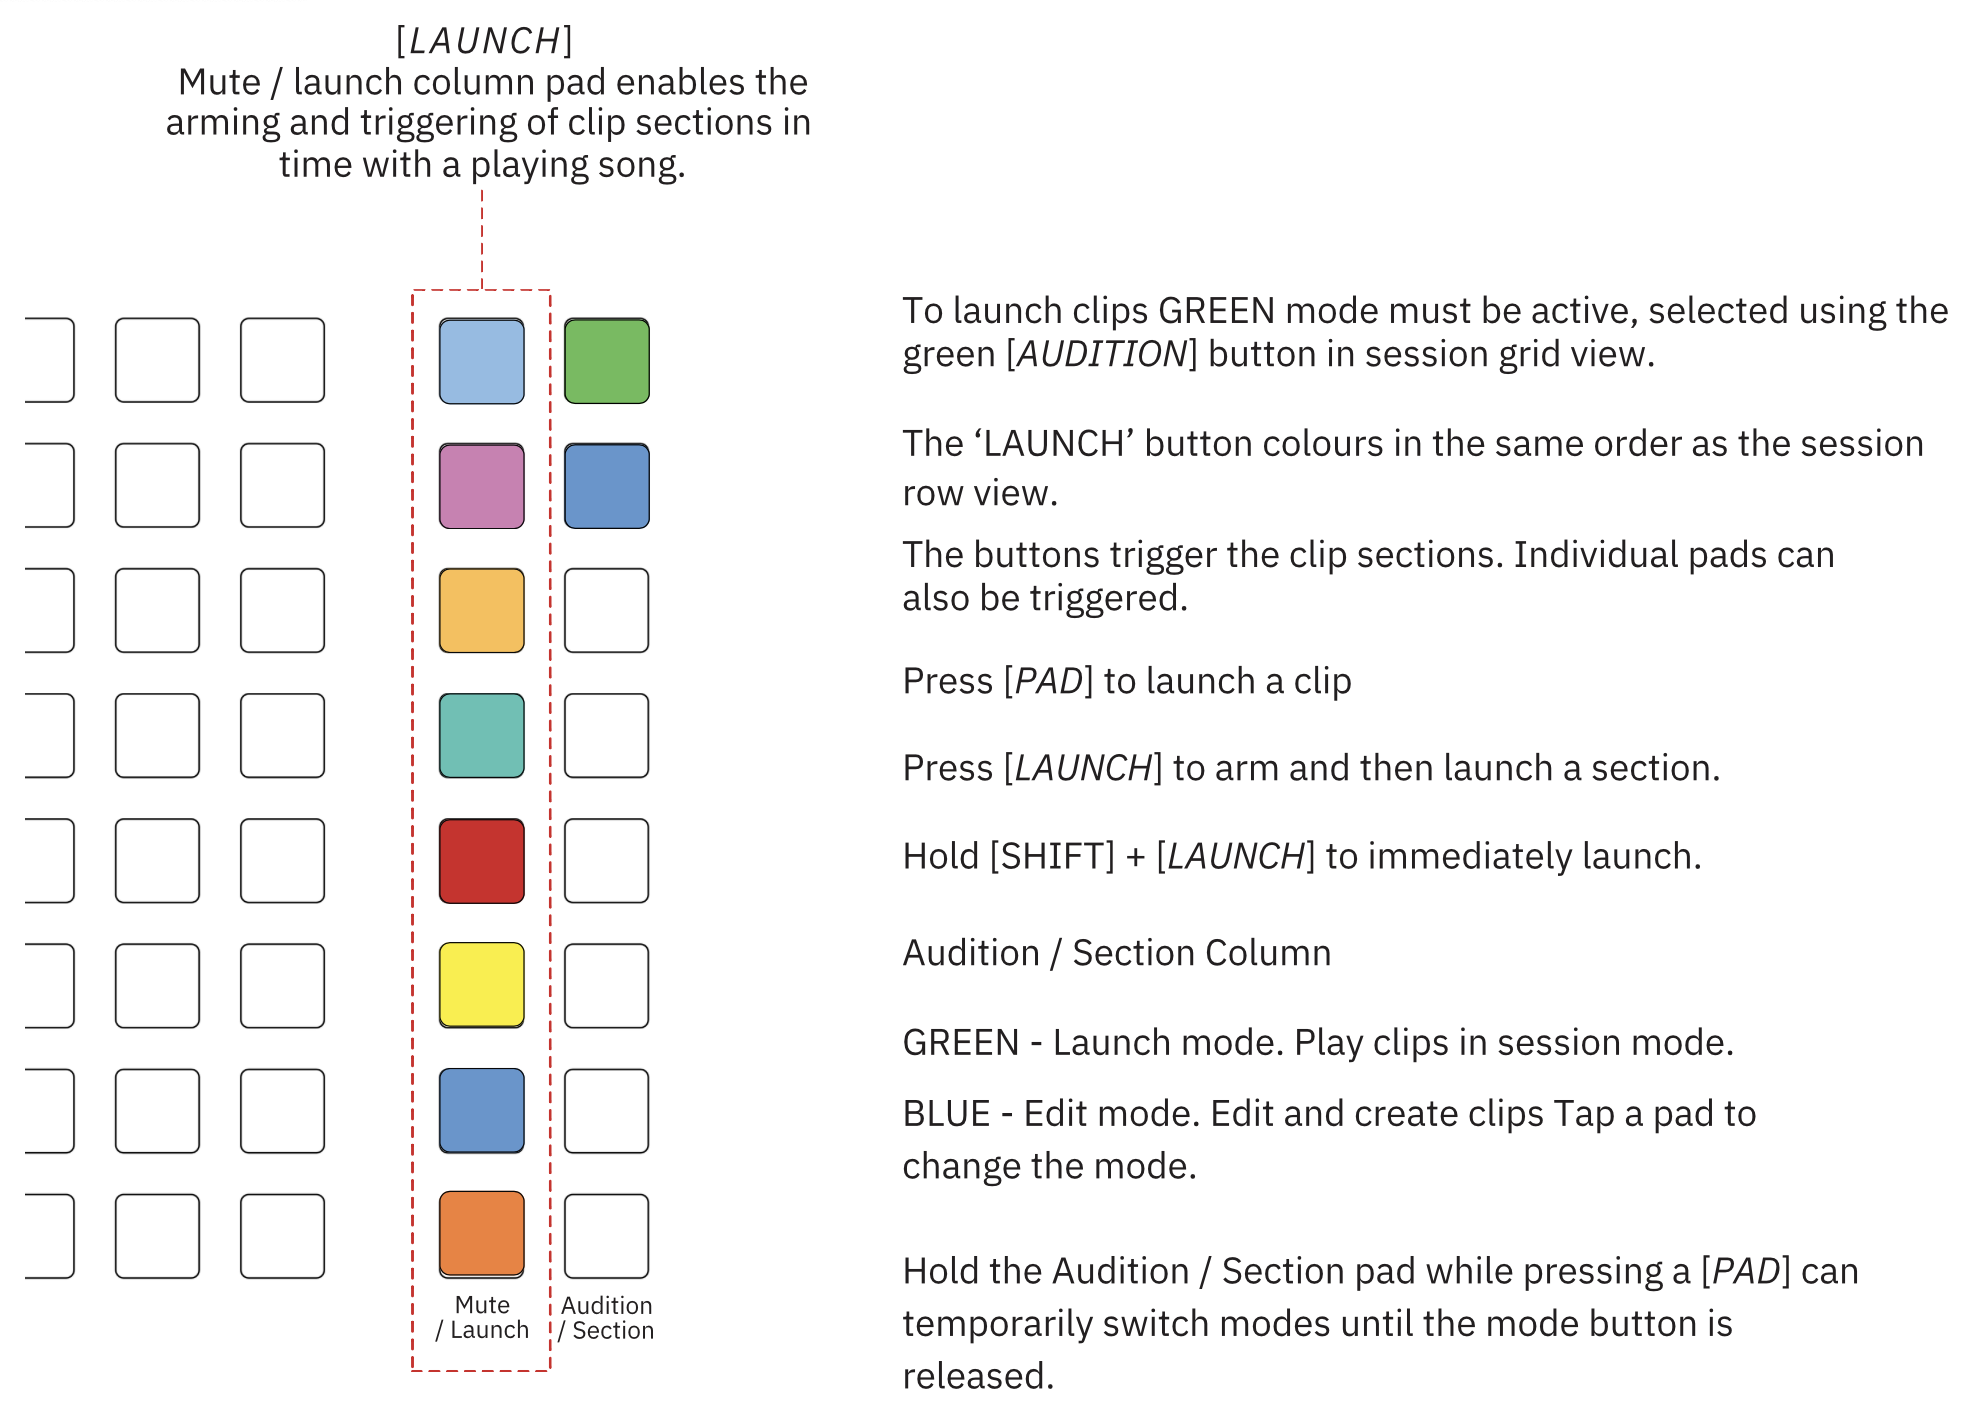 [LAUNCH]
Mute / launch column pad enables the
arming and triggering of clip sections in
time with a playing song.
To launch clips GREEN mode must be active, selected using the
green [AUDITION] button in session grid view.
The ‘LAUNCH’ button colours in the same order as the session
row view.
The buttons trigger the clip sections. Individual pads can
also be triggered.
Press [PAD] to launch a clip
Press [LAUNCH] to arm and then launch a section.
Hold [SHIFT] + [LAUNCH] to immediately launch.
Audition / Section Column
GREEN - Launch mode. Play clips in session mode.
BLUE - Edit mode. Edit and create clips Tap a pad to
change the mode.
Hold the Audition / Section pad while pressing a [PAD] can
temporarily switch modes until the mode button is
released.
Mute
/ Launch
Audition
/ Section